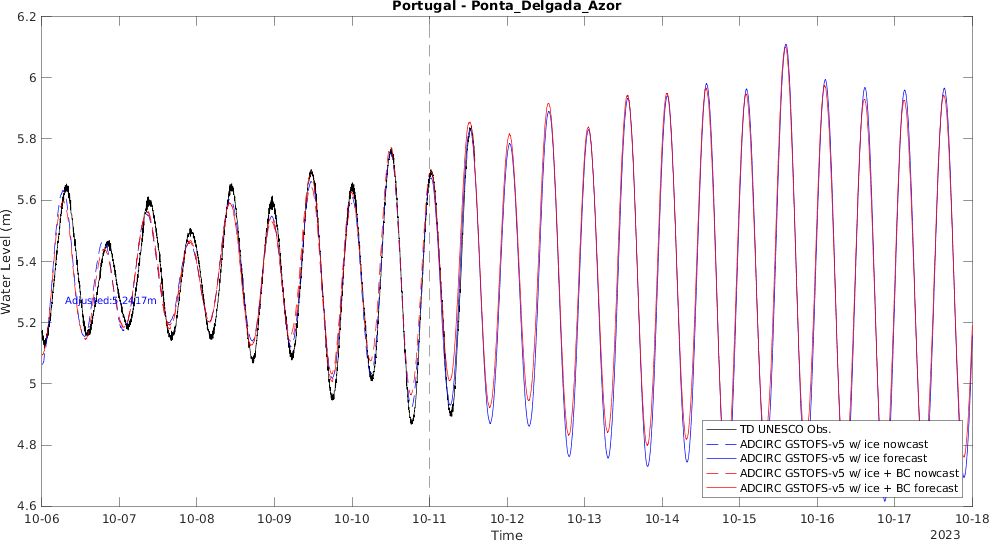 Portugal - Ponta_Delgada_Azor
6.2
6
5.8
5.6
5.4
5.2
5
4.8
4.6
Water Level (m)
Adjusted:5.2417m
TD UNESCO Obs.
ADCIRC GSTOFS-v5 w/ ice nowcast
ADCIRC GSTOFS-v5 w/ ice forecast
ADCIRC GSTOFS-v5 w/ ice + BC nowcast
ADCIRC GSTOFS-v5 w/ ice + BC forecast
10-06 10-07 10-08 10-09 10-10 10-11 10-12 10-13 10-14 10-15 10-16 10-17 10-18
Time
2023